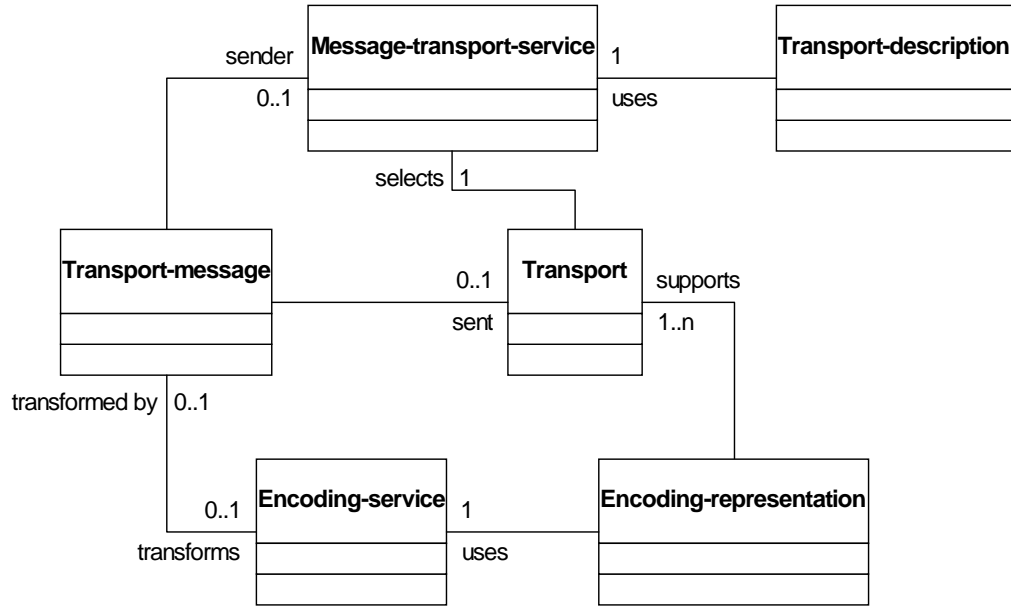 sender
Message-transport-service
1
Transport-description
0..1
uses
selects
1
Transport-message
0..1
Transport
supports
sent
1..n
transformed by
0..1
0..1
Encoding-service
1
Encoding-representation
transforms
uses